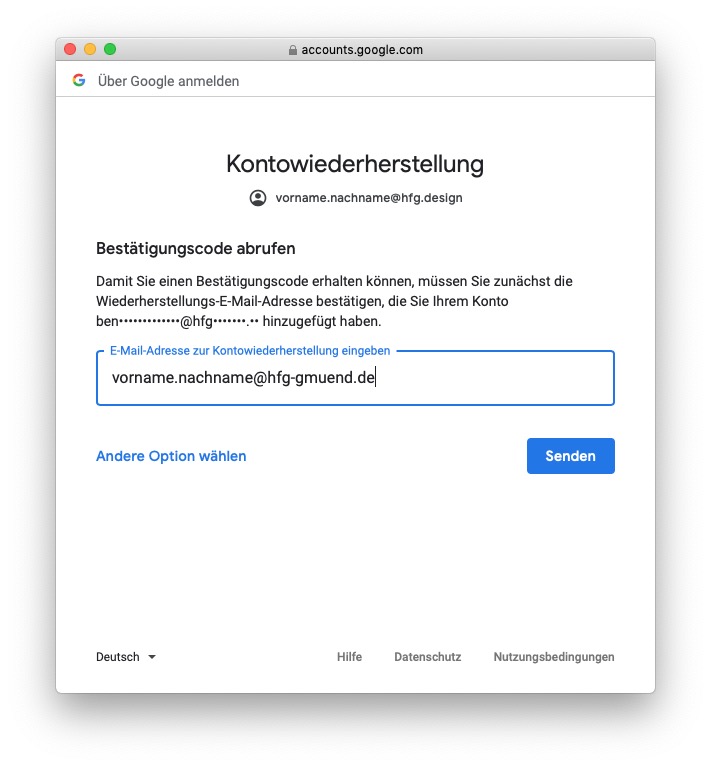 accounts.google.com
Über Google anmelden
Kontowiederherstellung
vorname.nachname@hfg.design
Bestätigungscode abrufen
Damit Sie einen Bestätigungscode erhalten können, müssen Sie zunächst die
Wiederherstellungs-E-Mail-Adresse bestätigen, die Sie Ihrem Konto
ben•••••••••••••@hfg•••••••.•• hinzugefügt haben.
E-Mail-Adresse zur Kontowiederherstellung eingeben
vorname.nachname@hfg-gmuend.de
Andere Option wählen
Senden
Deutsch Hilfe Datenschutz Nutzungsbedingungen